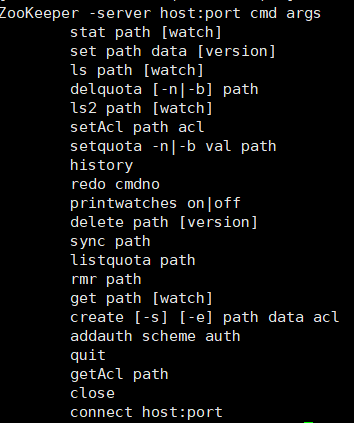 ZooKeeper -server host:port cmd args
stat path [watch]
set path data [version]
ls path [watch]
delquota [-n|-b] path
ls2 path [watch]
setAcl path acl
setquota -n|-b val path
history
redo cmdno
printwatches on|off
delete path [version]
sync path
listquota path
rmr path
get path [watch]
create [-s] [-e] path data acl
addauth scheme auth
quit
getAcl path
close
connect host:port